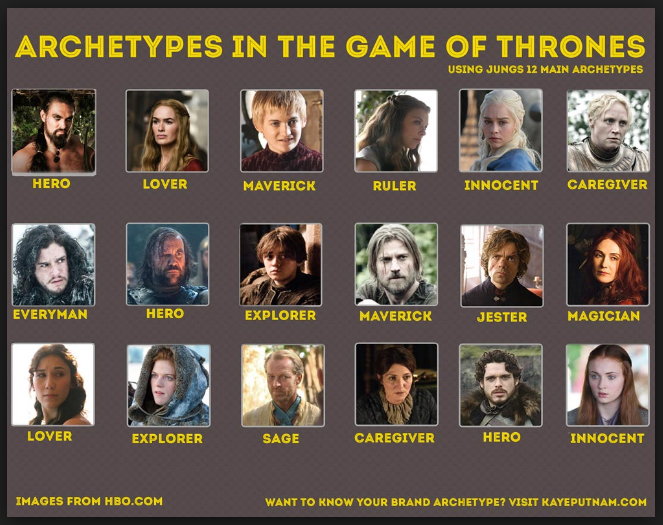 ARCHETYPES IN THE GAME OF THRONES
USING JUNGS 12 MAIN ARCHETYPES
HERO LOVER MAVERICK RULER INNOCENT CAREGIVER
EVERYMAN HERO EXPLORER MAVERICK JESTER MAGICIAN
LOVER EXPLORER SAGE CAREGIVER HERO INNOCENT
IMAGES FROM HBO.COM WANT TO KNOW YOUR BRAND ARCHETYPE? VISIT KAYEPUTNAM.COM